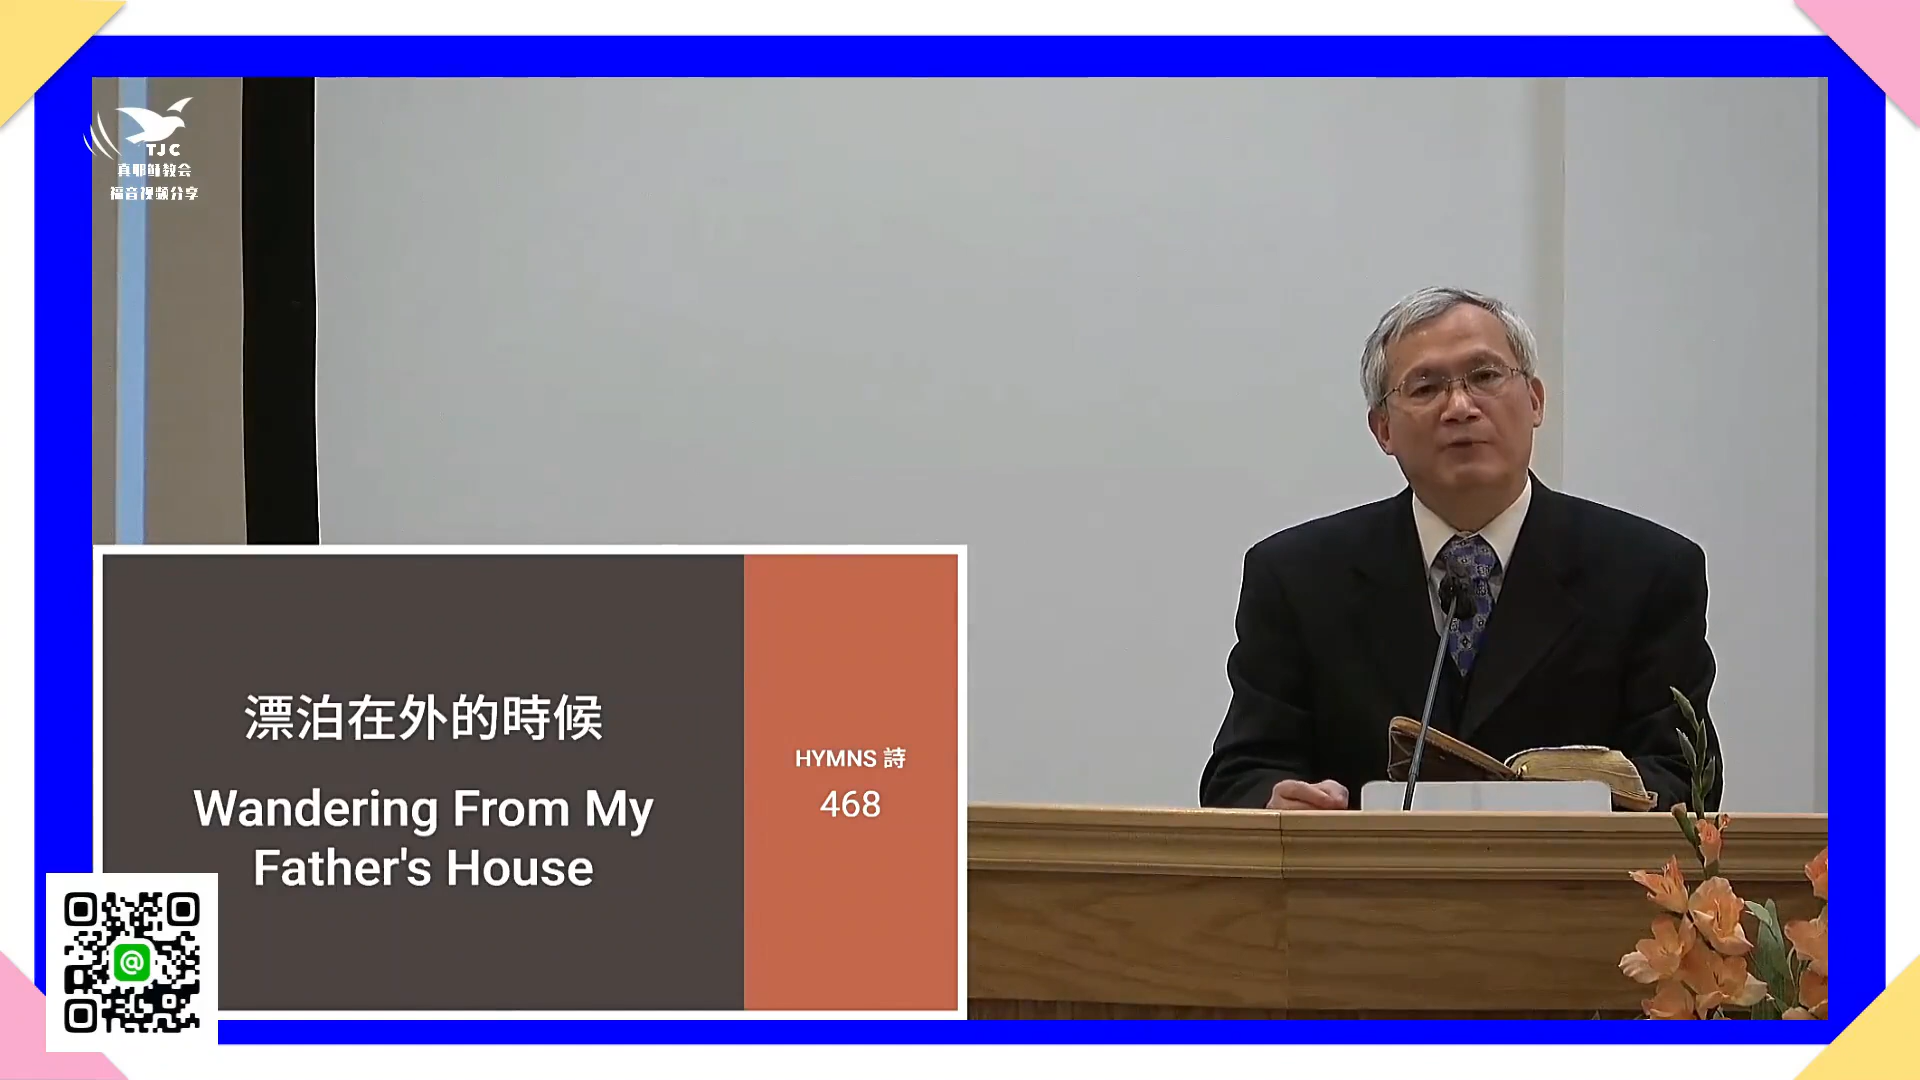 TJC
真耶穌教会
福音视频分享
漂泊在外的時候
Wandering From My
Father's House
HYMNS 詩
468
@